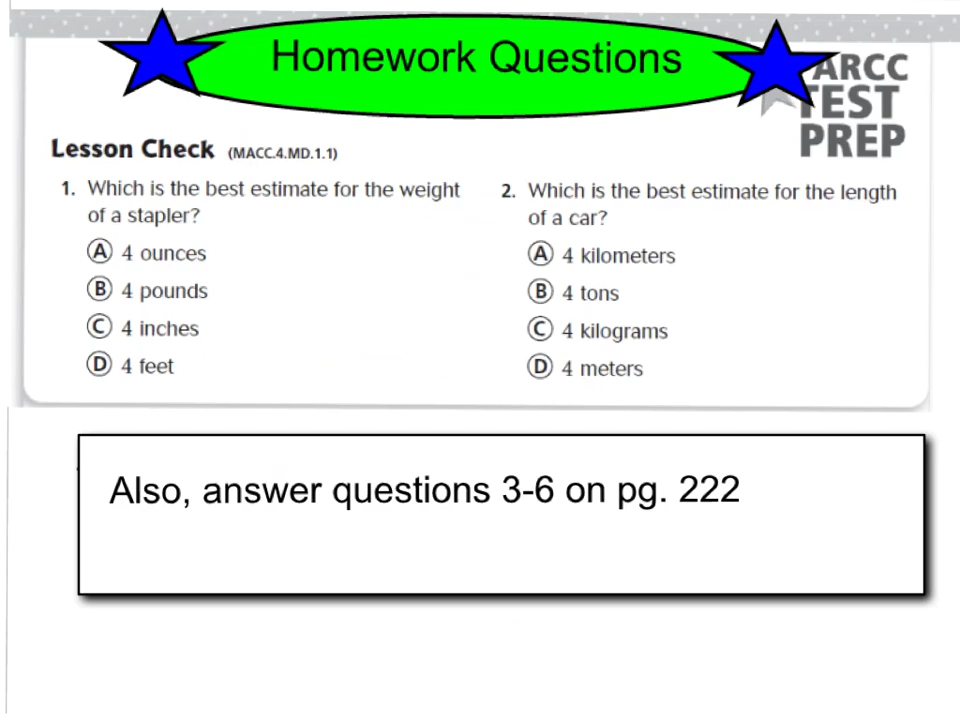 Homework Questions
ARCC
TEST
PREP
Lesson Check (MACC.4.MD.1.1)
1. Which is the best estimate for the weight
of a stapler?
A 4 ounces
B 4 pounds
C 4 inches
D 4 feet
2. Which is the best estimate for the length
of a car?
A 4 kilometers
B 4 tons
C 4 kilograms
D 4 meters
Also, answer questions 3-6 on pg. 222